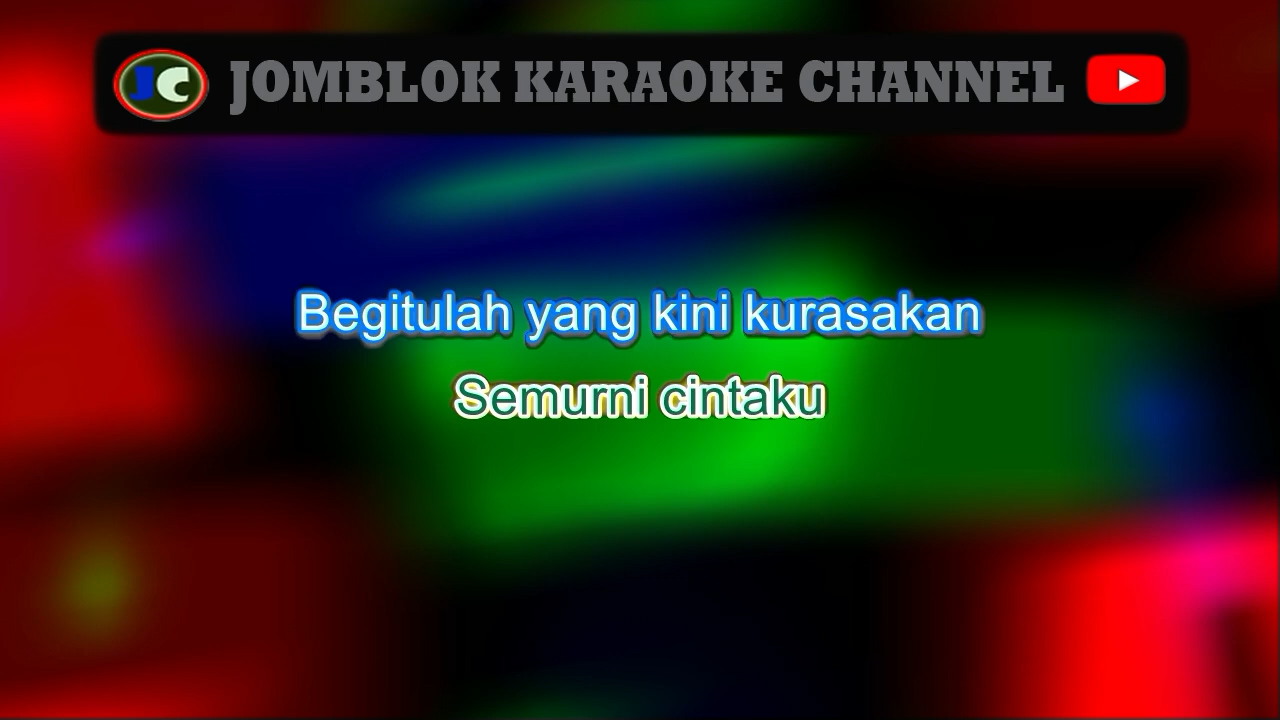 JC JOMBLOK KARAOKE CHANNEL
Begitulah yang kini kurasakan
Semurni cintaku